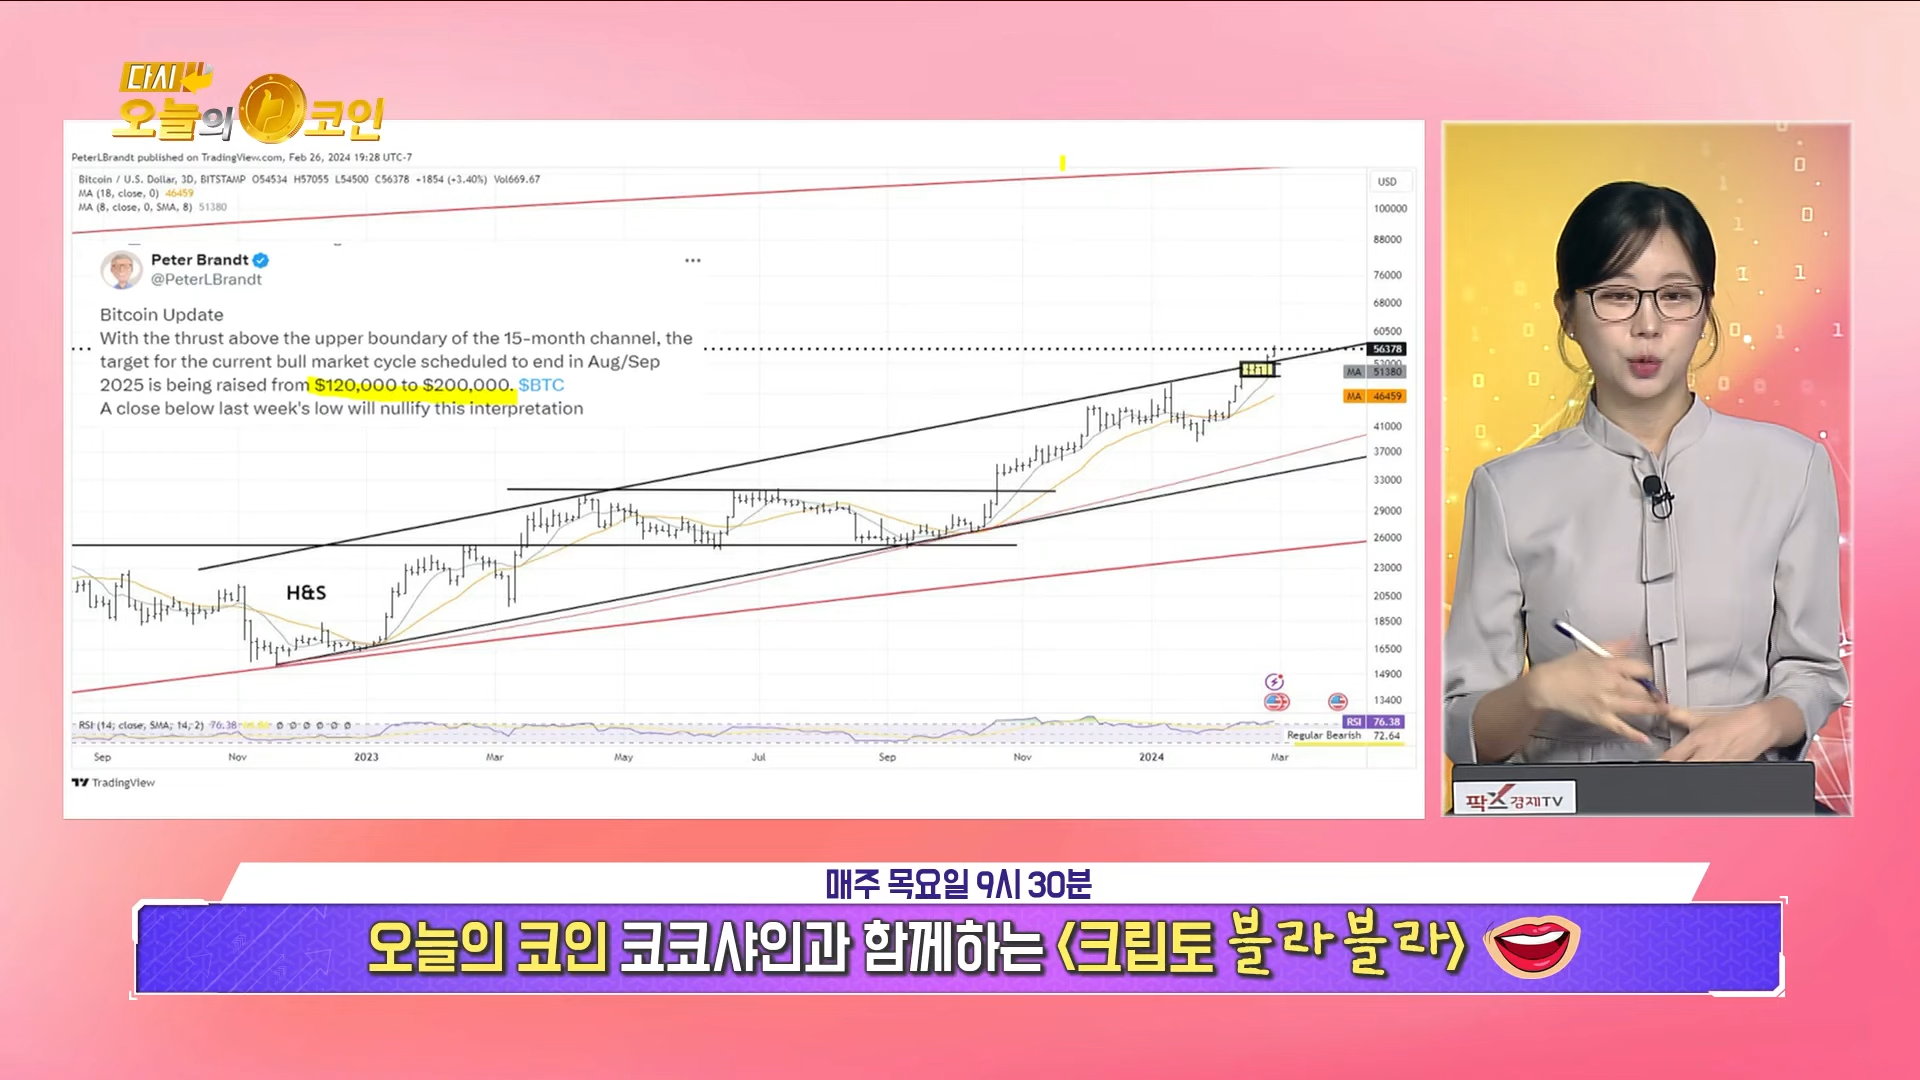 다시
오늘의 코인
PeterLBrandt published on TradingView.com, Feb 26, 2024 19:28 UTC-7
Bitcoin / U.S. Dollar, 3D, BITSTAMP O54534 H57055 L54500 C56378 +1854 (+3.40%) Vol669.67
MA (18, close, 0) 46459
MA (8, close, 0, SMA, 8) 51380
USD
100000
88000
76000
68000
60500
56378
53000
MA 51380
MA 46459
41000
37000
33000
29000
26000
23000
20500
18500
16500
14900
13400
Peter Brandt
@PeterLBrandt
Bitcoin Update
With the thrust above the upper boundary of the 15-month channel, the
target for the current bull market cycle scheduled to end in Aug/Sep
2025 is being raised from $120,000 to $200,000. $BTC
A close below last week's low will nullify this interpretation
H&S
RSI (14, close, SMA, 14, 2) 76.38 ø ø ø ø ø ø
RSI 76.38
Regular Bearish 72.64
Sep Nov 2023 Mar May Jul Sep Nov 2024 Mar
TradingView
팍스경제TV
매주 목요일 9시 30분
오늘의 코인 코코샤인과 함께하는 <크립토 블라블라>